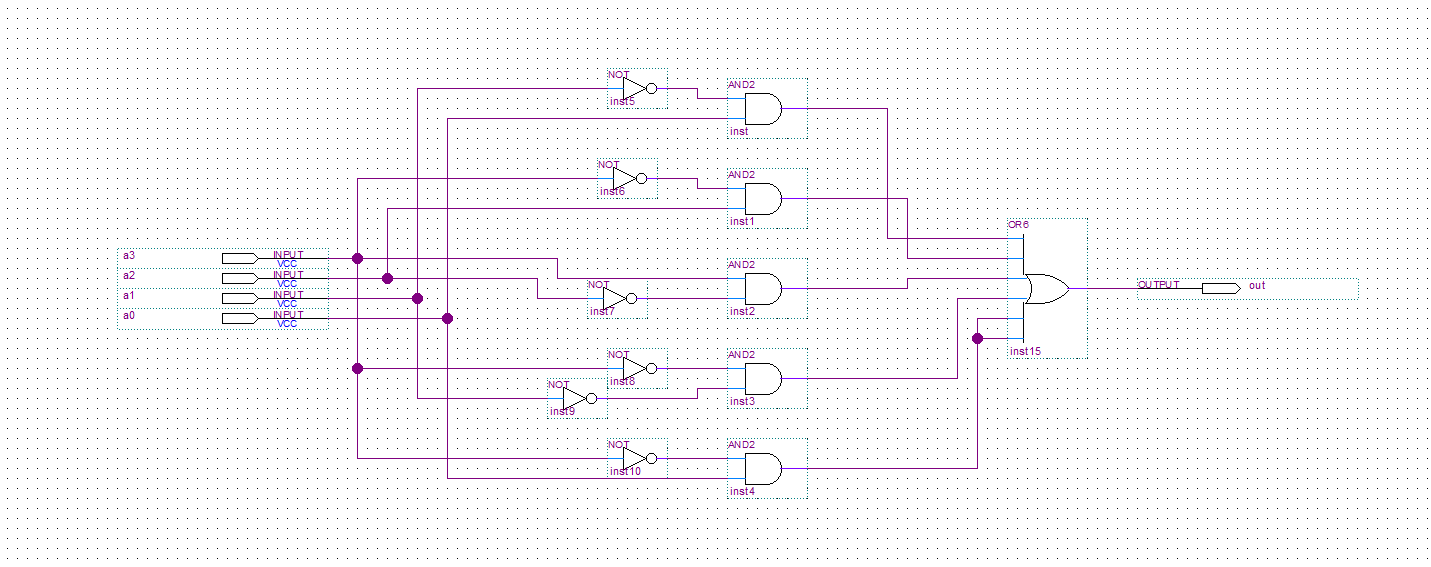 NOT
inst5
AND2
inst
NOT
inst6
AND2
inst1
OR6
a3 INPUT
VCC
a2 INPUT
VCC
a1 INPUT
VCC
a0 INPUT
VCC
AND2
NOT
inst7
inst2
OUTPUT out
inst15
NOT
inst8
AND2
NOT
inst9
inst3
NOT
inst10
AND2
inst4